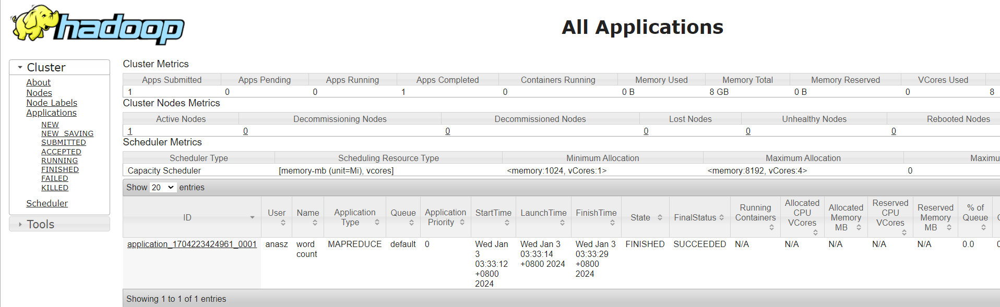 hadoop
All Applications
Cluster
About
Nodes
Node Labels
Applications
NEW
NEW_SAVING
SUBMITTED
ACCEPTED
RUNNING
FINISHED
FAILED
KILLED
Scheduler
Tools
Cluster Metrics
Apps Submitted Apps Pending Apps Running Apps Completed Containers Running Memory Used Memory Total Memory Reserved VCores Used
1 0 0 1 0 0 B 8 GB 0 B 0 8
Cluster Nodes Metrics
Active Nodes Decommissioning Nodes Decommissioned Nodes Lost Nodes Unhealthy Nodes Rebooted Nodes
1 0 0 0 0 0
Scheduler Metrics
Scheduler Type Scheduling Resource Type Minimum Allocation Maximum Allocation Maximu
Capacity Scheduler [memory-mb (unit=Mi), vcores] <memory:1024, vCores:1> <memory:8192, vCores:4> 0
Show 20 entries
ID User Name Application Type Queue Application Priority StartTime LaunchTime FinishTime State FinalStatus Running Containers Allocated CPU VCores Allocated Memory MB Reserved CPU VCores Reserved Memory MB % of Queue
application_1704223424961_0001 anasz word count MAPREDUCE default 0 Wed Jan 3 03:33:12 +0800 2024 Wed Jan 3 03:33:14 +0800 2024 Wed Jan 3 03:33:29 +0800 2024 FINISHED SUCCEEDED N/A N/A N/A N/A N/A 0.0
Showing 1 to 1 of 1 entries